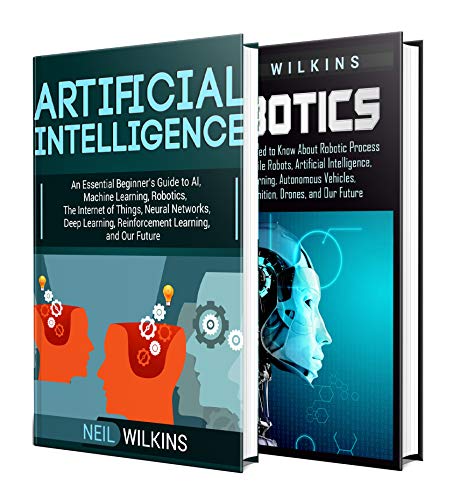 ARTIFICIAL
INTELLIGENCE
An Essential Beginner's Guide to AI,
Machine Learning, Robotics,
The Internet of Things, Neural Networks,
Deep Learning, Reinforcement Learning,
and Our Future
NEIL WILKINS
WILKINS
BOTICS
ed to Know About Robotic Process
le Robots, Artificial Intelligence,
rning, Autonomous Vehicles,
nition, Drones, and Our Future